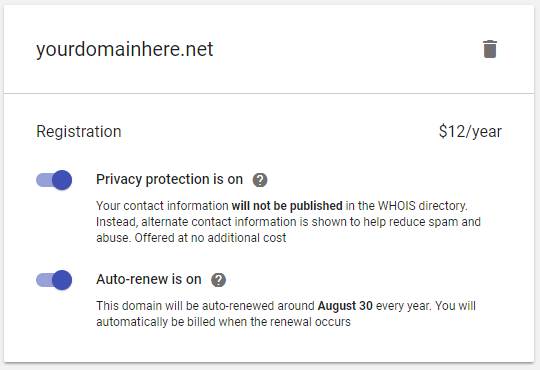 yourdomainhere.net
Registration $12/year
Privacy protection is on ?
Your contact information will not be published in the WHOIS directory.
Instead, alternate contact information is shown to help reduce spam and
abuse. Offered at no additional cost
Auto-renew is on ?
This domain will be auto-renewed around August 30 every year. You will
automatically be billed when the renewal occurs